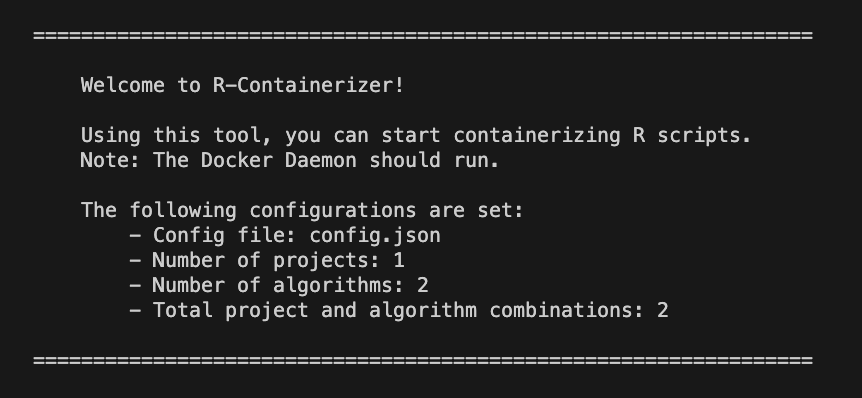 =================================================================
Welcome to R-Containerizer!
Using this tool, you can start containerizing R scripts.
Note: The Docker Daemon should run.
The following configurations are set:
- Config file: config.json
- Number of projects: 1
- Number of algorithms: 2
- Total project and algorithm combinations: 2
=================================================================